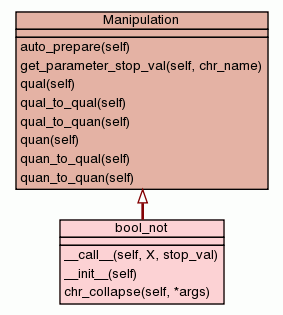 Manipulation
auto_prepare(self)
get_parameter_stop_val(self, chr_name)
qual(self)
qual_to_qual(self)
qual_to_quan(self)
quan(self)
quan_to_qual(self)
quan_to_quan(self)
bool_not
__call__(self, X, stop_val)
__init__(self)
chr_collapse(self, *args)